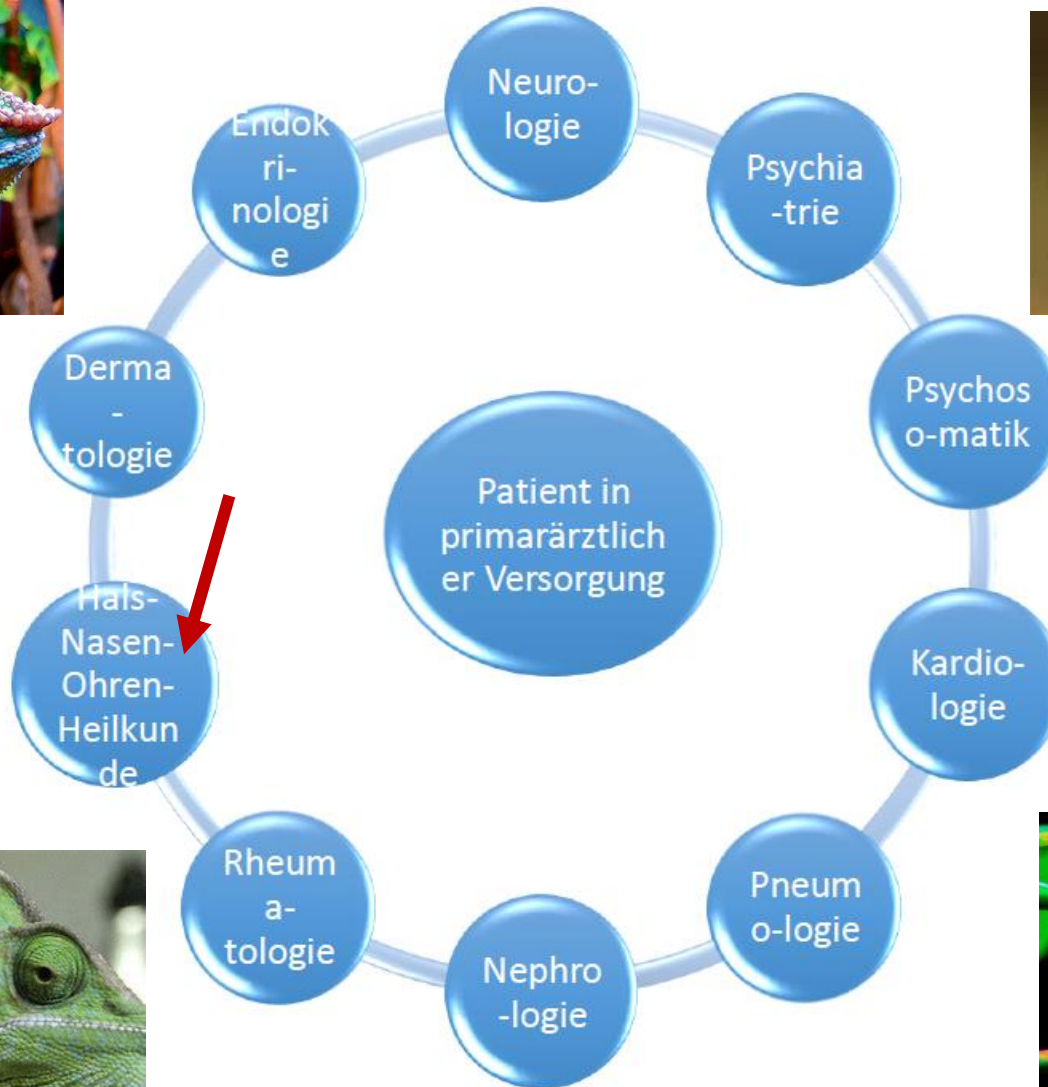 Neuro-
logie
Psychia
-trie
Psychos
o-matik
Kardio-
logie
Pneum
o-logie
Nephro
-logie
Rheum
a-
tologie
Hals-
Nasen-
Ohren-
Heilkun
de
Derma
-
tologie
Endok
ri-
nologi
e
Patient in
primarärztlich
er Versorgung